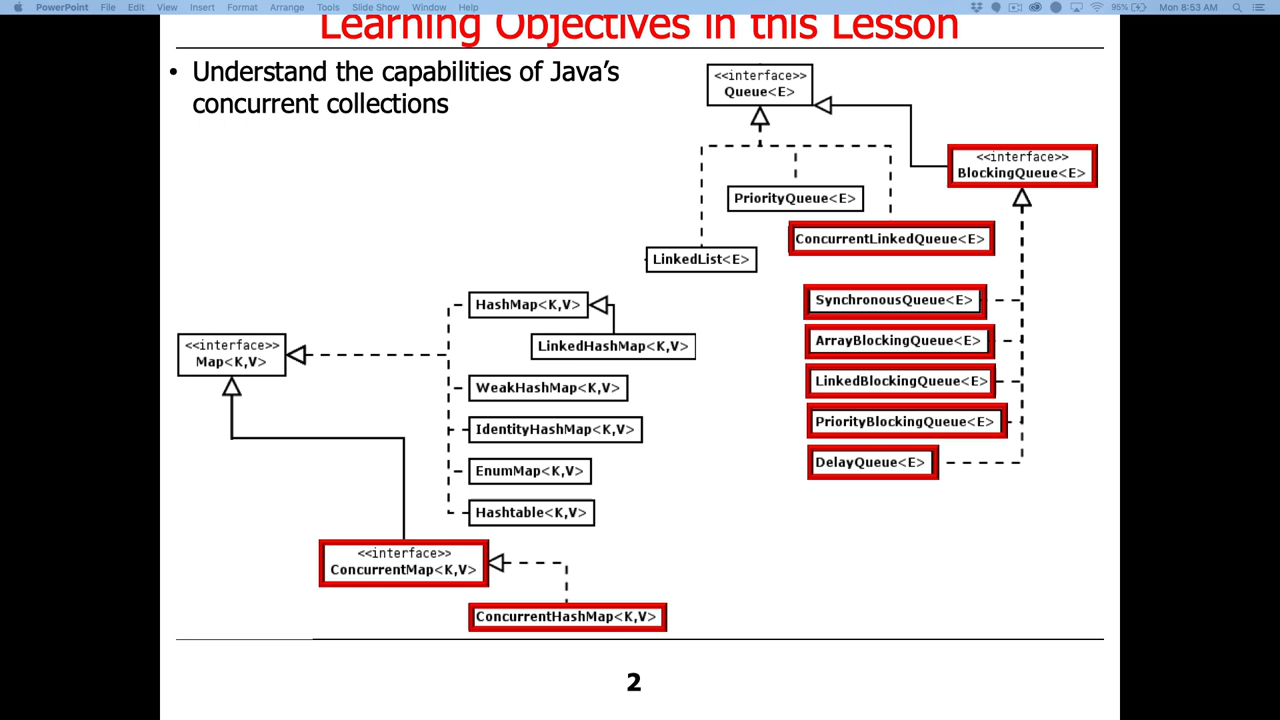 PowerPoint File Edit View Insert Format Arrange Tools Slide Show Window Help 95% Mon 8:53 AM
Learning Objectives in this Lesson
• Understand the capabilities of Java’s
concurrent collections
<<interface>>
Queue<E>
<<interface>>
BlockingQueue<E>
PriorityQueue<E>
ConcurrentLinkedQueue<E>
LinkedList<E>
SynchronousQueue<E>
ArrayBlockingQueue<E>
LinkedBlockingQueue<E>
PriorityBlockingQueue<E>
DelayQueue<E>
HashMap<K,V>
LinkedHashMap<K,V>
<<interface>>
Map<K,V>
WeakHashMap<K,V>
IdentityHashMap<K,V>
EnumMap<K,V>
Hashtable<K,V>
<<interface>>
ConcurrentMap<K,V>
ConcurrentHashMap<K,V>
2